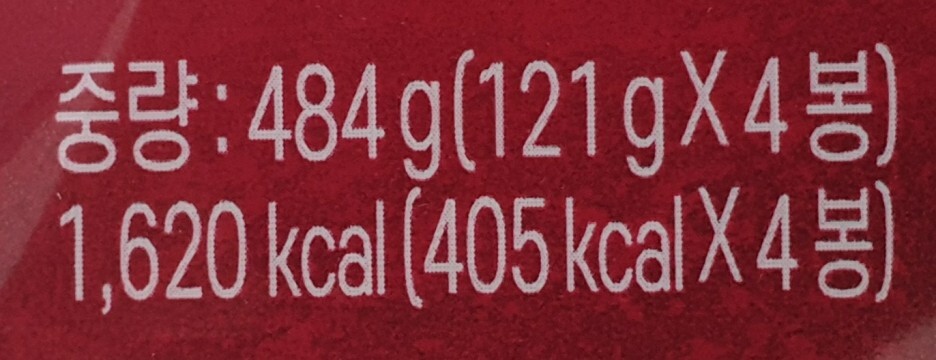 중량 : 484 g(121 g X 4 봉)
1,620 kcal (405 kcal X 4 봉)